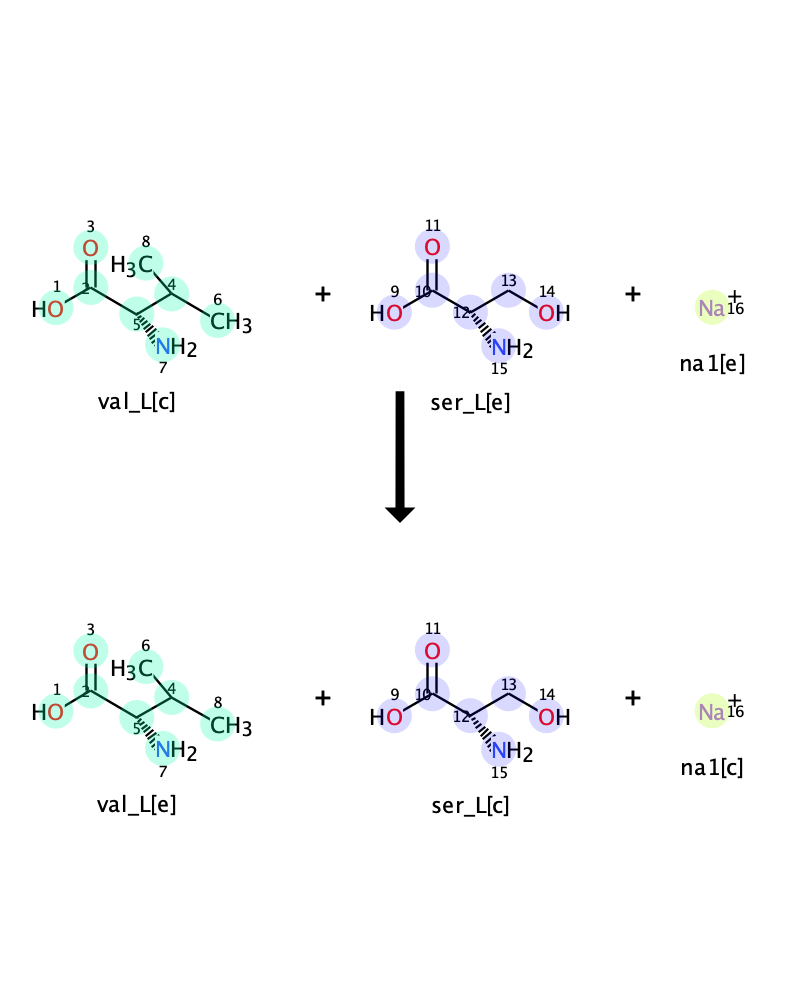 3 8 11
1 2 H3C 4 6 9 10 13 14 +
HO O CH3 + HO O OH + Na 16
5 NH2 12 NH2
7 15
na1[e]
val_L[c] ser_L[e]
3 6 11
1 2 H3C 4 8 9 10 13 14 +
HO O CH3 + HO O OH + Na 16
5 NH2 12 NH2
7 15
na1[c]
val_L[e] ser_L[c]